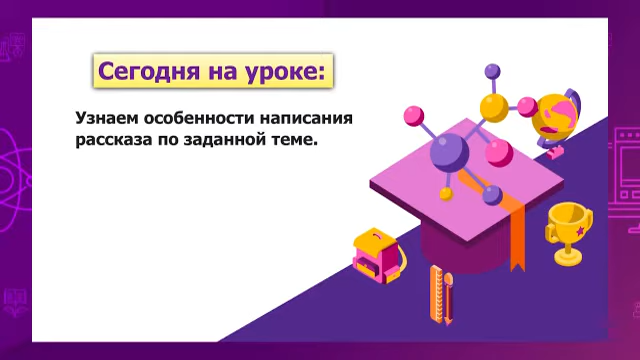 Сегодня на уроке:
Узнаем особенности написания
рассказа по заданной теме.